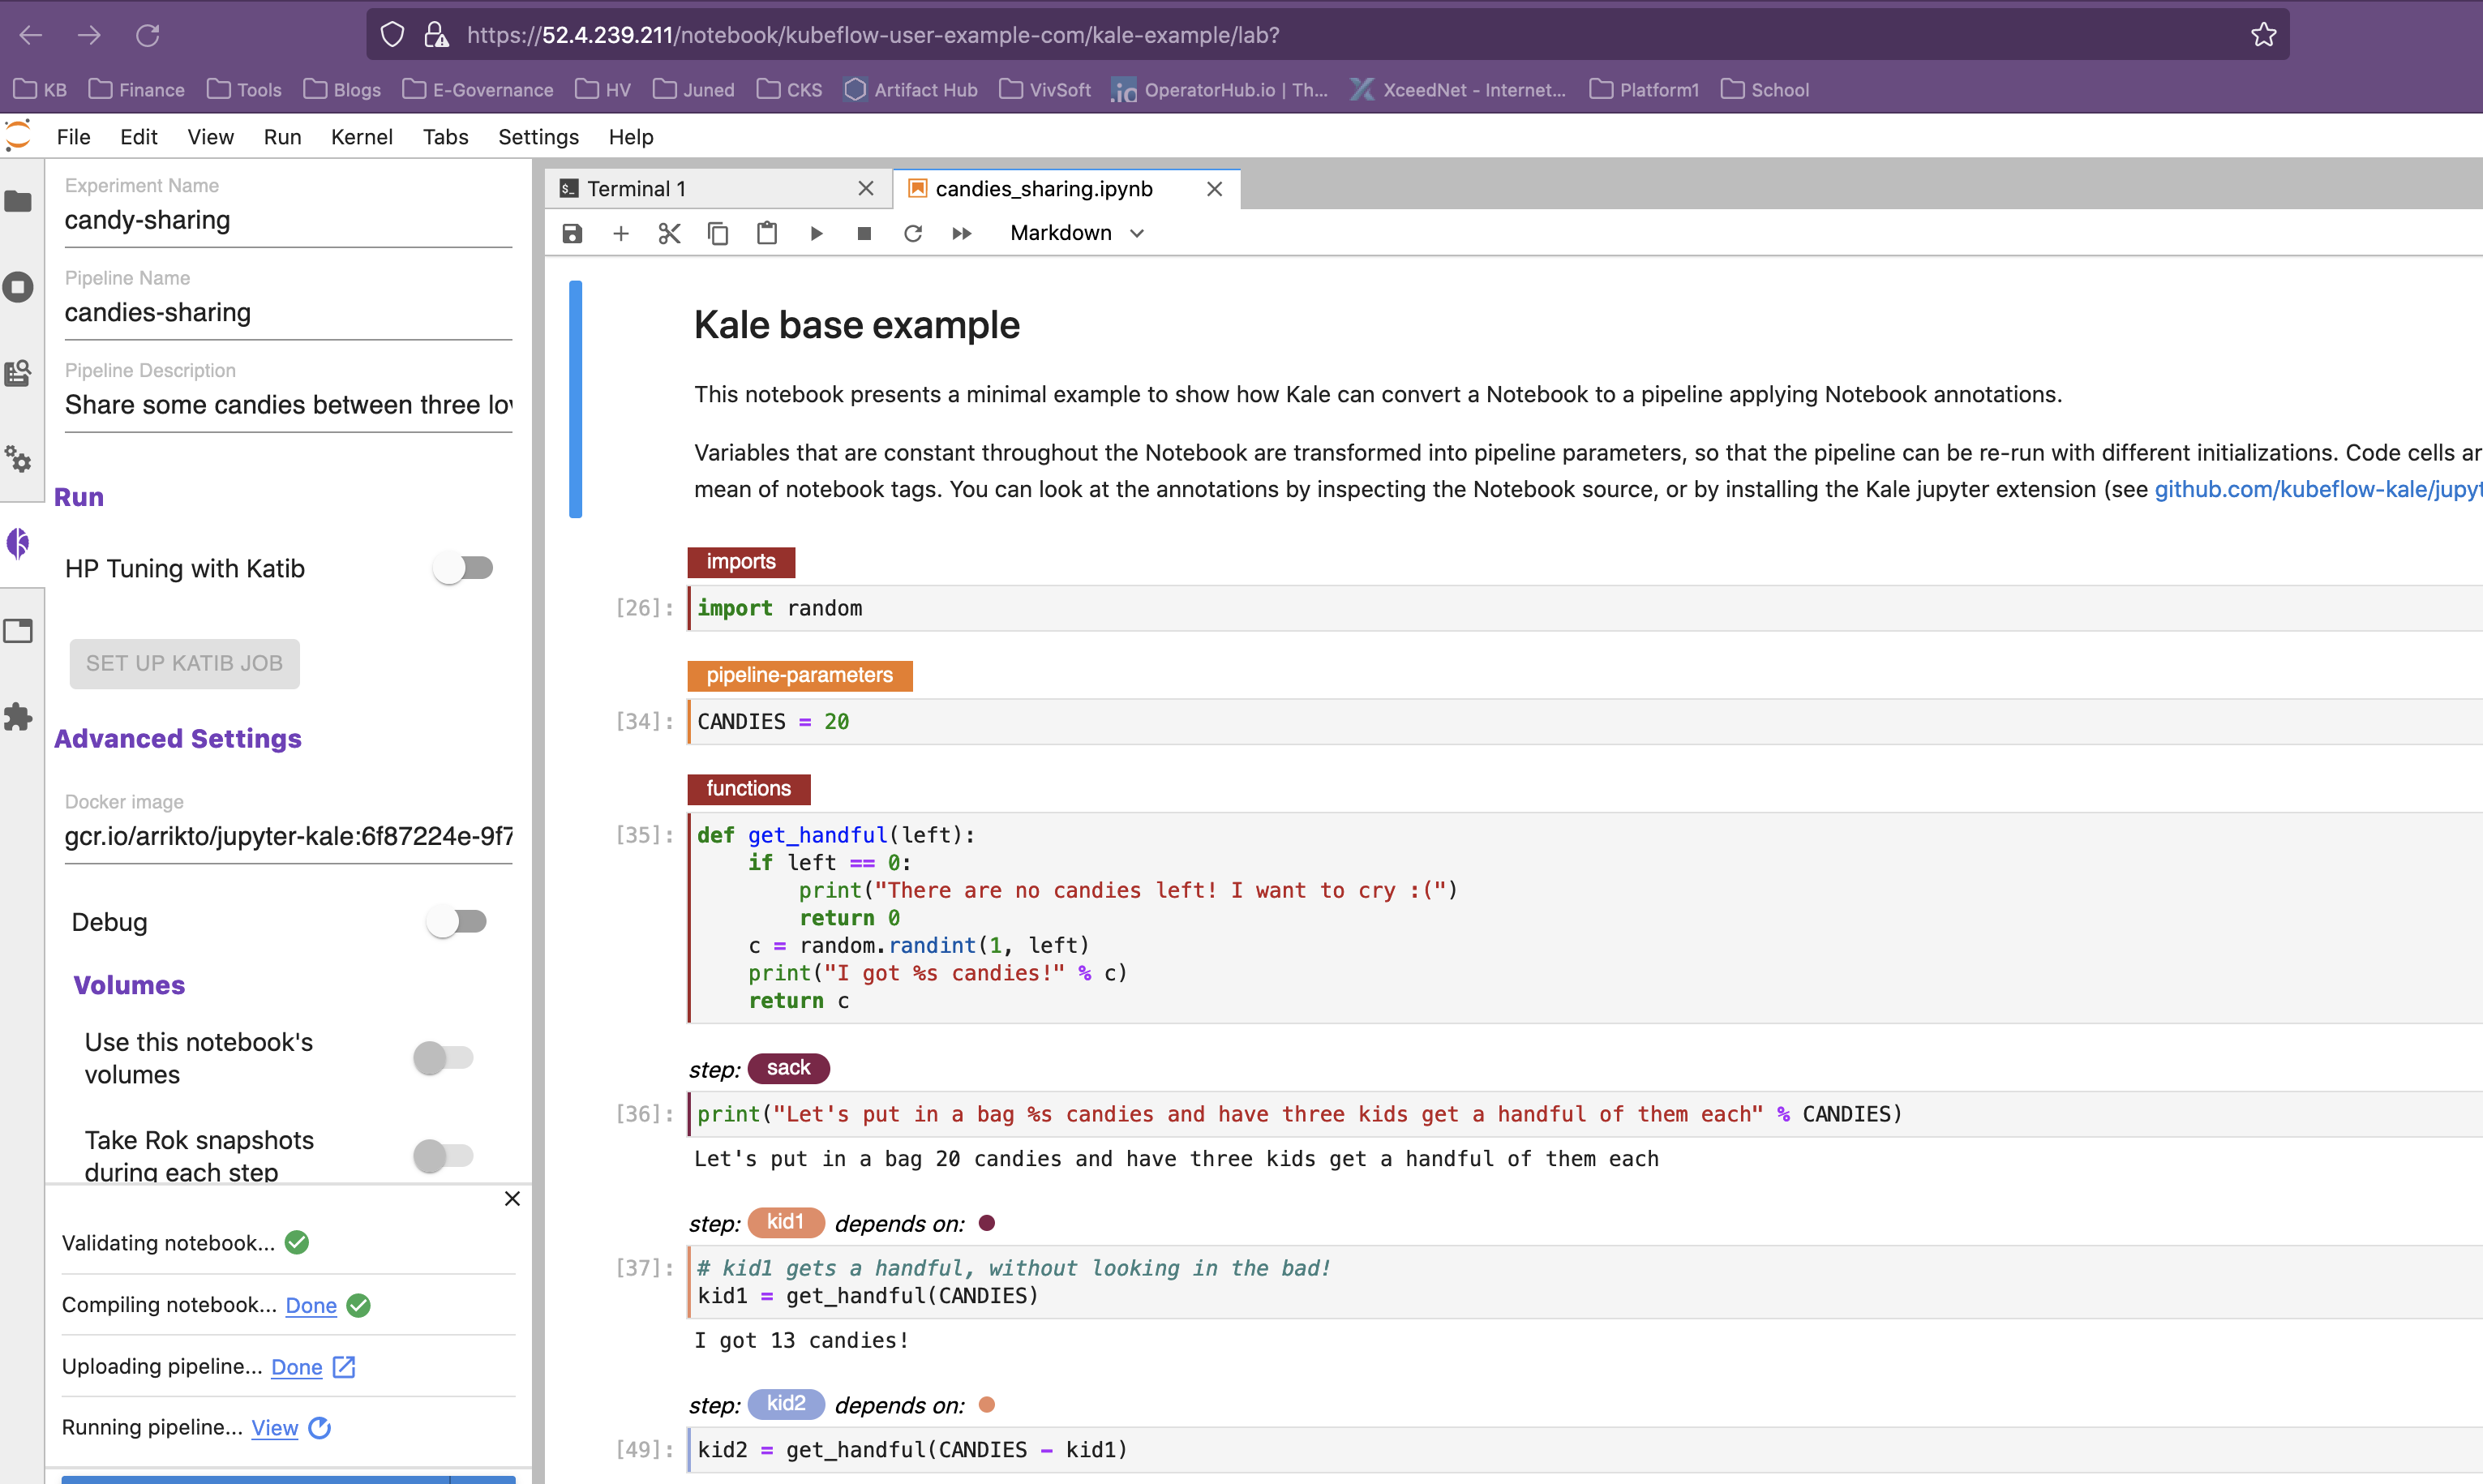 https://52.4.239.211/notebook/kubeflow-user-example-com/kale-example/lab?
KB Finance Tools Blogs E-Governance HV Juned CKS Artifact Hub VivSoft .io OperatorHub.io | Th... XceedNet - Internet... Platform1 School
File Edit View Run Kernel Tabs Settings Help
Experiment Name
candy-sharing
Pipeline Name
candies-sharing
Pipeline Description
Share some candies between three lov
Run
HP Tuning with Katib
SET UP KATIB JOB
Advanced Settings
Docker image
gcr.io/arrikto/jupyter-kale:6f87224e-9f7
Debug
Volumes
Use this notebook's
volumes
Take Rok snapshots
during each step
Validating notebook...
Compiling notebook... Done
Uploading pipeline... Done
Running pipeline... View
$_ Terminal 1 candies_sharing.ipynb
Markdown
Kale base example
This notebook presents a minimal example to show how Kale can convert a Notebook to a pipeline applying Notebook annotations.
Variables that are constant throughout the Notebook are transformed into pipeline parameters, so that the pipeline can be re-run with different initializations. Code cells ar
mean of notebook tags. You can look at the annotations by inspecting the Notebook source, or by installing the Kale jupyter extension (see github.com/kubeflow-kale/jupyt
imports
[26]: import random
pipeline-parameters
[34]: CANDIES = 20
functions
[35]: def get_handful(left):
if left == 0:
print("There are no candies left! I want to cry :(")
return 0
c = random.randint(1, left)
print("I got %s candies!" % c)
return c
step: sack
[36]: print("Let's put in a bag %s candies and have three kids get a handful of them each" % CANDIES)
Let's put in a bag 20 candies and have three kids get a handful of them each
step: kid1 depends on:
[37]: # kid1 gets a handful, without looking in the bad!
kid1 = get_handful(CANDIES)
I got 13 candies!
step: kid2 depends on:
[49]: kid2 = get_handful(CANDIES - kid1)